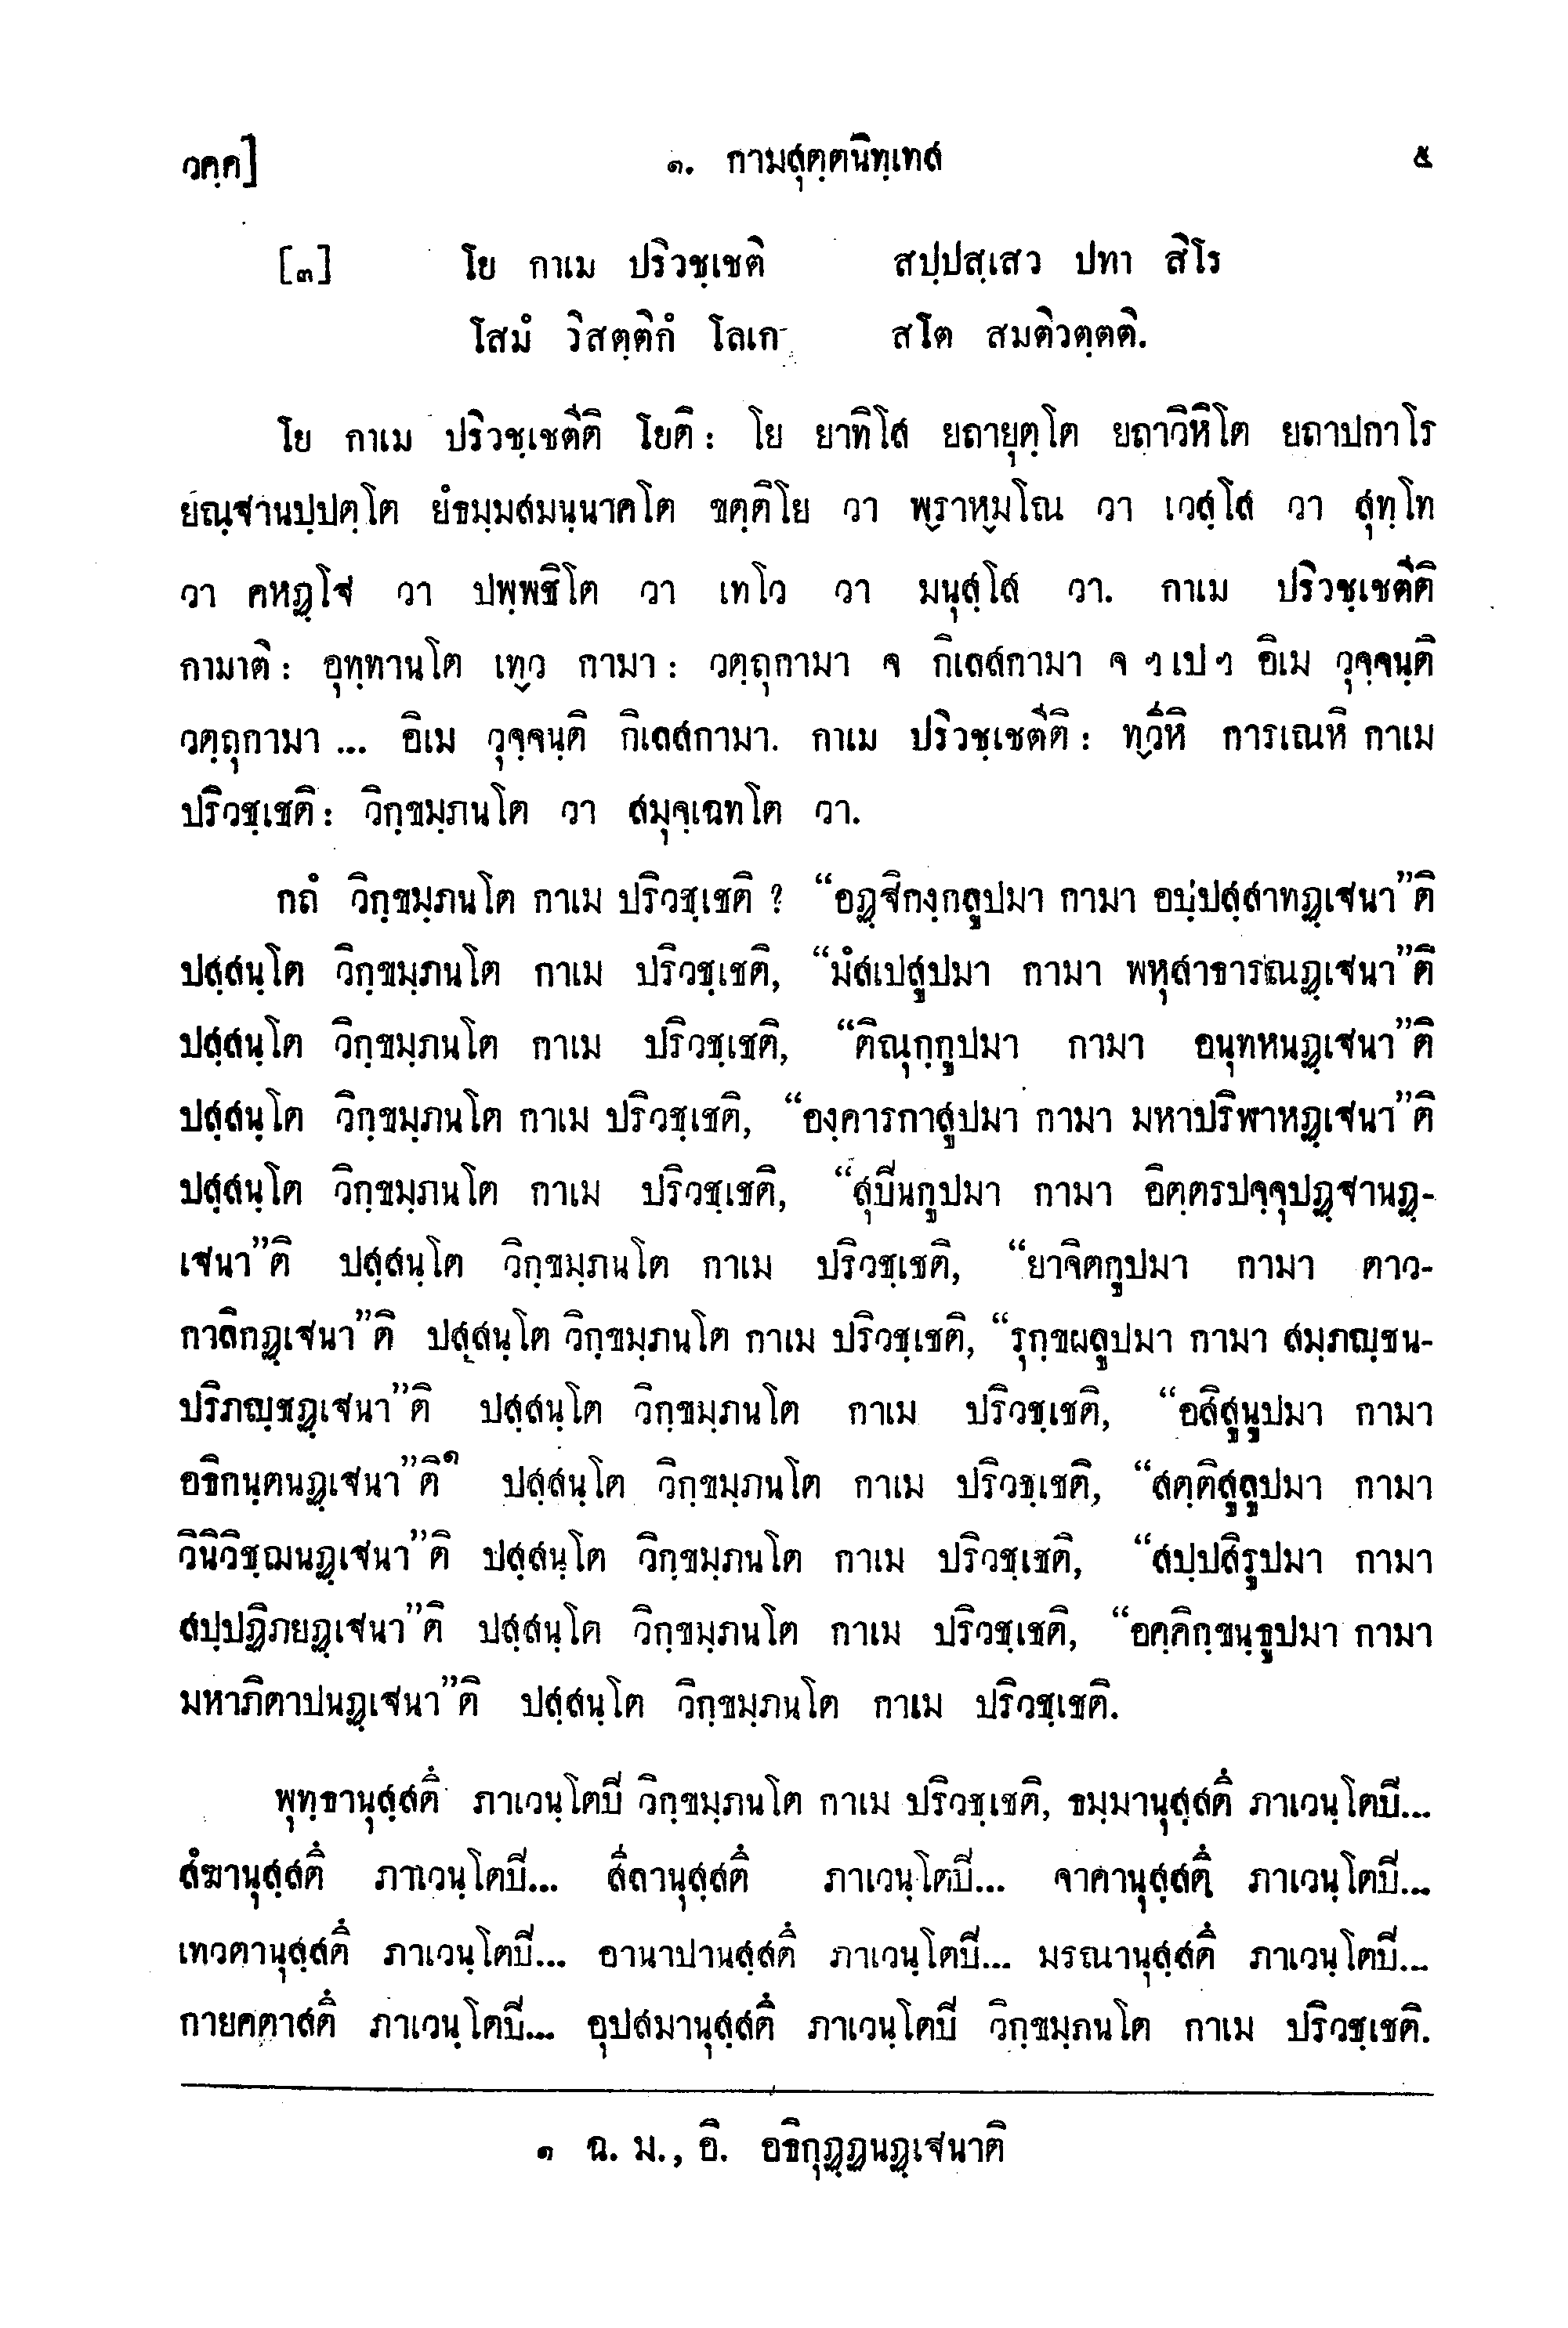 วคฺค] ๑. กามสุตฺตนิทฺเทส ๕
[๓] โย กาเม ปริวชฺเชติ สปฺปสฺเสว ปทา สิโร
โสมํ วิสตฺติกํ โลเก สโต สมติวตฺตติ.
โย กาเม ปริวชฺเชตีติ โยติ : โย ยาทิโส ยถายุตฺโต ยถาวิหิโต ยถาปกาโร
ยณฺฐานปฺปตฺโต ยํธมฺมสมนฺนาคโต ขตฺติโย วา พฺราหฺมโณ วา เวสฺโส วา สุทฺโท
วา คหฏฺโฐ วา ปพฺพชิโต วา เทโว วา มนุสฺโส วา. กาเม ปริวชฺเชตีติ
กามาติ : อุทฺทานโต เทฺว กามา : วตฺถุกามา จ กิเลสกามา จ ฯ เป ฯ อิเม วุจฺจนฺติ
วตฺถุกามา ... อิเม วุจฺจนฺติ กิเลสกามา. กาเม ปริวชฺเชตีติ : ทฺวีหิ การเณหิ กาเม
ปริวชฺเชติ : วิกฺขมฺภนโต วา สมุจฺเฉทโต วา.
กถํ วิกฺขมฺภนโต กาเม ปริวชฺเชติ ? “อฏฺฐิกงฺกลูปมา กามา อปฺปสฺสาทฏฺเฐนา”ติ
ปสฺสนฺโต วิกฺขมฺภนโต กาเม ปริวชฺเชติ, “มํสเปสูปมา กามา พหุสาธารณฏฺเฐนา”ติ
ปสฺสนฺโต วิกฺขมฺภนโต กาเม ปริวชฺเชติ, “ติณุกฺกูปมา กามา อนุทหนฏฺเฐนา”ติ
ปสฺสนฺโต วิกฺขมฺภนโต กาเม ปริวชฺเชติ, “องฺคารกาสูปมา กามา มหาปริฬาหฏฺเฐนา”ติ
ปสฺสนฺโต วิกฺขมฺภนโต กาเม ปริวชฺเชติ, “สุปินกูปมา กามา อิตฺตรปจฺจุปฏฺฐานฏฺ-
เฐนา”ติ ปสฺสนฺโต วิกฺขมฺภนโต กาเม ปริวชฺเชติ, “ยาจิตกูปมา กามา ตาว-
กาลิกฏฺเฐนา”ติ ปสฺสนฺโต วิกฺขมฺภนโต กาเม ปริวชฺเชติ, “รุกฺขผลูปมา กามา สมฺภญฺชน-
ปริภญฺชฏฺเฐนา”ติ ปสฺสนฺโต วิกฺขมฺภนโต กาเม ปริวชฺเชติ, “อสิสูนูปมา กามา
อธิกนฺตนฏฺเฐนา”ติ๑ ปสฺสนฺโต วิกฺขมฺภนโต กาเม ปริวชฺเชติ, “สตฺติสูลูปมา กามา
วินิวิชฺฌนฏฺเฐนา”ติ ปสฺสนฺโต วิกฺขมฺภนโต กาเม ปริวชฺเชติ, “สปฺปสิรูปมา กามา
สปฺปฏิภยฏฺเฐนา”ติ ปสฺสนฺโต วิกฺขมฺภนโต กาเม ปริวชฺเชติ, “อคฺคิกฺขนฺธูปมา กามา
มหาภิตาปนฏฺเฐนา”ติ ปสฺสนฺโต วิกฺขมฺภนโต กาเม ปริวชฺเชติ.
พุทฺธานุสฺสตึ ภาเวนฺโตปิ วิกฺขมฺภนโต กาเม ปริวชฺเชติ, ธมฺมานุสฺสตึ ภาเวนฺโตปิ...
สํฆานุสฺสตึ ภาเวนฺโตปิ... สีลานุสฺสตึ ภาเวนฺโตปิ... จาคานุสฺสตึ ภาเวนฺโตปิ...
เทวตานุสฺสตึ ภาเวนฺโตปิ... อานาปานสฺสตึ ภาเวนฺโตปิ... มรณานุสฺสตึ ภาเวนฺโตปิ...
กายคตาสตึ ภาเวนฺโตปิ... อุปสมานุสฺสตึ ภาเวนฺโตปิ วิกฺขมฺภนโต กาเม ปริวชฺเชติ.
๑ ฉ. ม., อิ. อธิกุฏฺฏนฏฺเฐนาติ